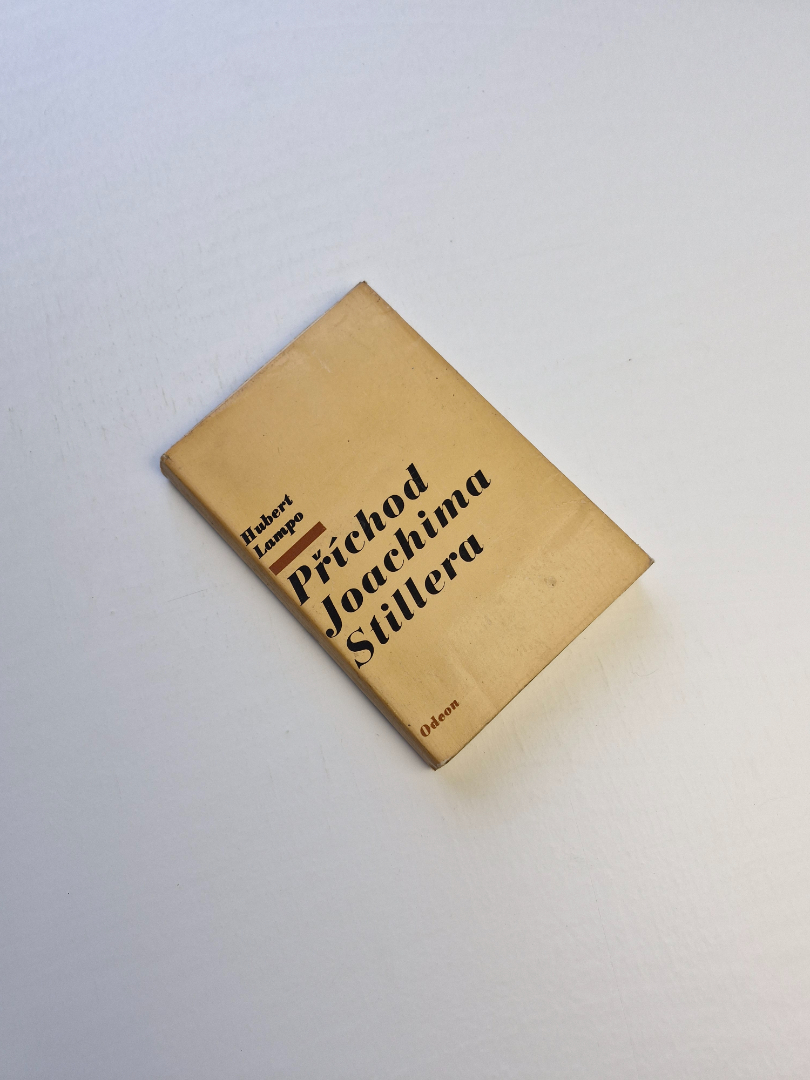 Hubert
Lampo
Příchod
Joachima
Stillera
Odeon